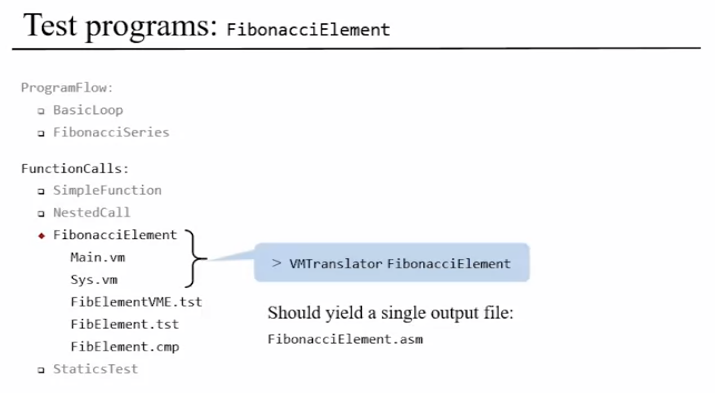 Test programs: FibonacciElement
ProgramFlow:
BasicLoop
FibonacciSeries
FunctionCalls:
SimpleFunction
NestedCall
FibonacciElement
Main.vm
Sys.vm
FibElementVME.tst
FibElement.tst
FibElement.cmp
StaticsTest
> VMTranslator FibonacciElement
Should yield a single output file:
FibonacciElement.asm